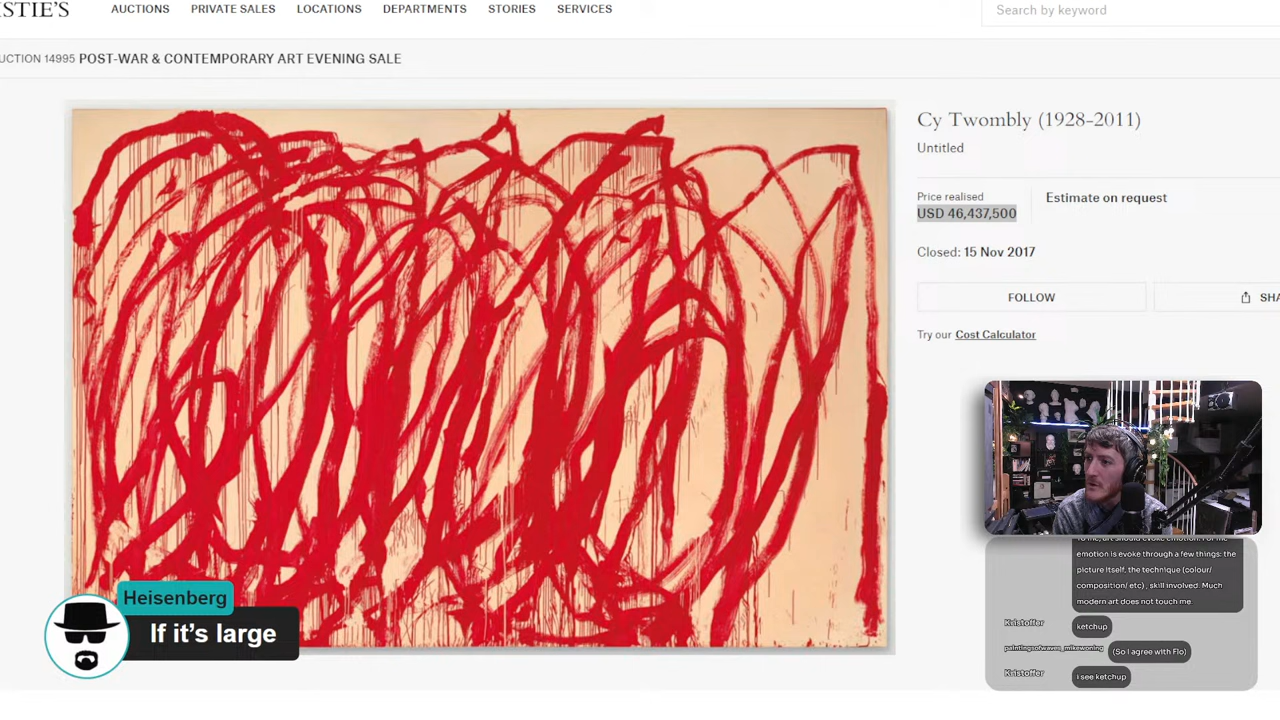 STIE'S
AUCTIONS PRIVATE SALES LOCATIONS DEPARTMENTS STORIES SERVICES
Search by keyword
UCTION 14995 POST-WAR & CONTEMPORARY ART EVENING SALE
Cy Twombly (1928-2011)
Untitled
Price realised
USD 46,437,500
Estimate on request
Closed: 15 Nov 2017
FOLLOW
SHA
Try our Cost Calculator
emotion is evoke through a few things: the
picture itself, the technique (colour/
composition/ etc) , skill involved. Much
modern art does not touch me.
Kristoffer
ketchup
paintingsofwaves_mikewoning
(So I agree with Flo)
Kristoffer
I see ketchup
Heisenberg
If it's large